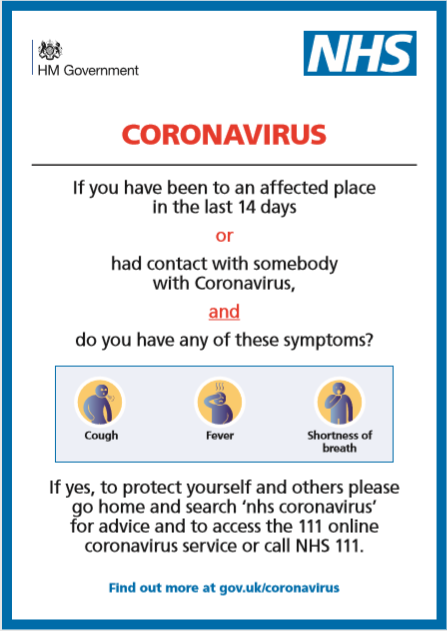 HM Government
NHS
CORONAVIRUS
If you have been to an affected place
in the last 14 days
or
had contact with somebody
with Coronavirus,
and
do you have any of these symptoms?
Cough
Fever
Shortness of
breath
If yes, to protect yourself and others please
go home and search ‘nhs coronavirus’
for advice and to access the 111 online
coronavirus service or call NHS 111.
Find out more at gov.uk/coronavirus